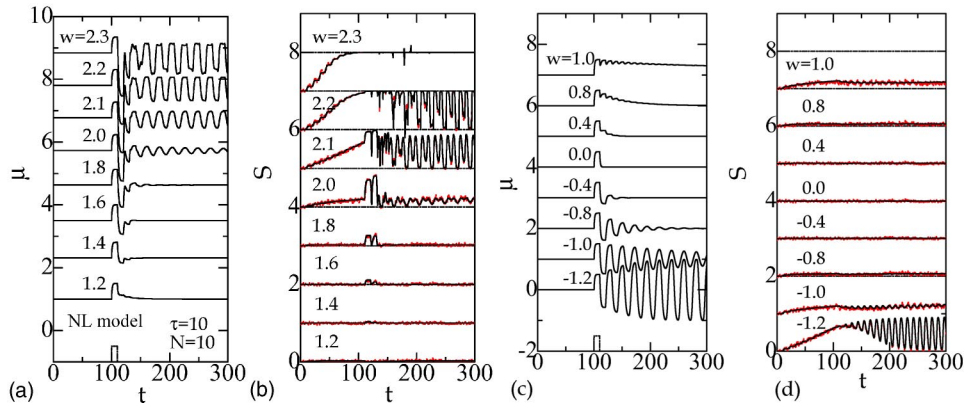 10
8
6
4
2
0
μ
w=2.3
2.2
2.1
2.0
1.8
1.6
1.4
1.2
NL model
τ=10
N=10
0 100 200 300
t
(a)
8
6
4
2
0
S
w=2.3
2.2
2.1
2.0
1.8
1.6
1.4
1.2
0 100 200 300
t
(b)
8
6
4
2
0
-2
μ
w=1.0
0.8
0.4
0.0
-0.4
-0.8
-1.0
-1.2
0 100 200 300
t
(c)
8
6
4
2
0
S
w=1.0
0.8
0.4
0.0
-0.4
-0.8
-1.0
-1.2
0 100 200 300
t
(d)